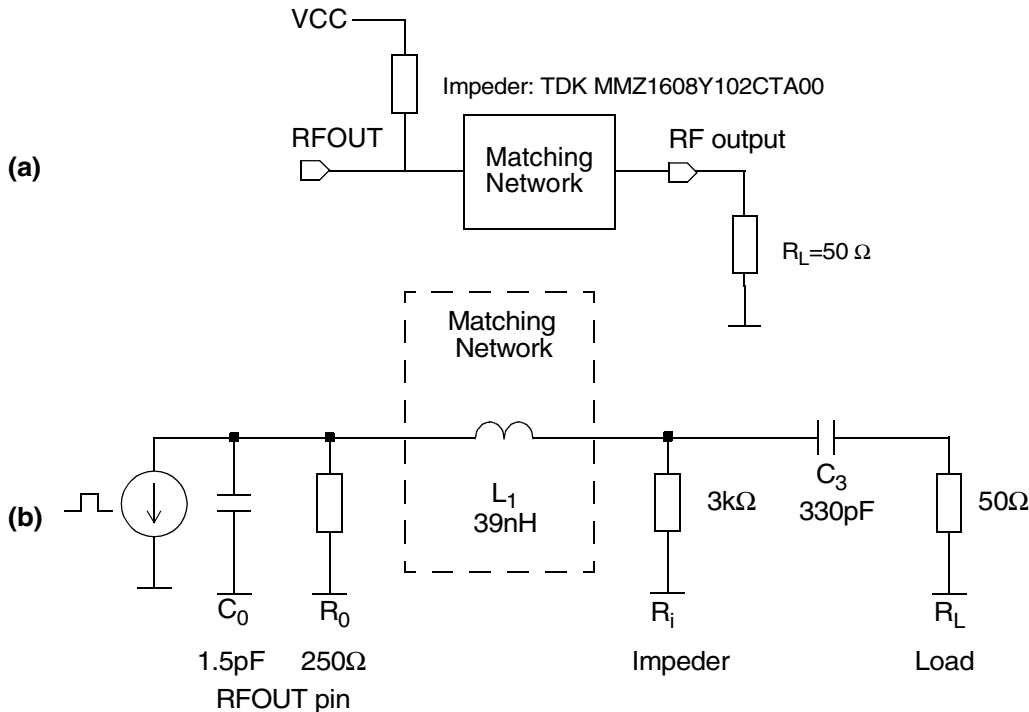 VCC
Impeder: TDK MMZ1608Y102CTA00
RFOUT
Matching
Network
RF output
(a)
R_L=50 Ω
Matching
Network
(b)
L_1
39nH
3kΩ
C_3
330pF
50Ω
C_0
R_0
R_i
R_L
1.5pF
250Ω
Impeder
Load
RFOUT pin